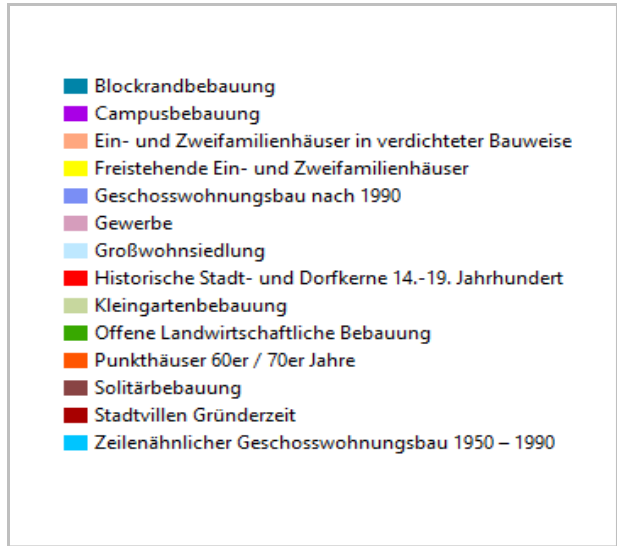 Blockrandbebauung
Campusbebauung
Ein- und Zweifamilienhäuser in verdichteter Bauweise
Freistehende Ein- und Zweifamilienhäuser
Geschosswohnungsbau nach 1990
Gewerbe
Großwohnsiedlung
Historische Stadt- und Dorfkerne 14.-19. Jahrhundert
Kleingartenbebauung
Offene Landwirtschaftliche Bebauung
Punkthäuser 60er / 70er Jahre
Solitärbebauung
Stadtvillen Gründerzeit
Zeilenähnlicher Geschosswohnungsbau 1950 – 1990